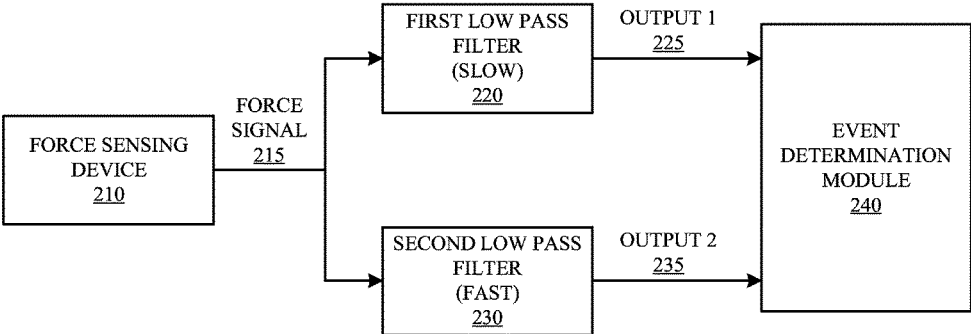 FORCE SENSING
DEVICE
210
FORCE
SIGNAL
215
FIRST LOW PASS
FILTER
(SLOW)
220
OUTPUT 1
225
SECOND LOW PASS
FILTER
(FAST)
230
OUTPUT 2
235
EVENT
DETERMINATION
MODULE
240